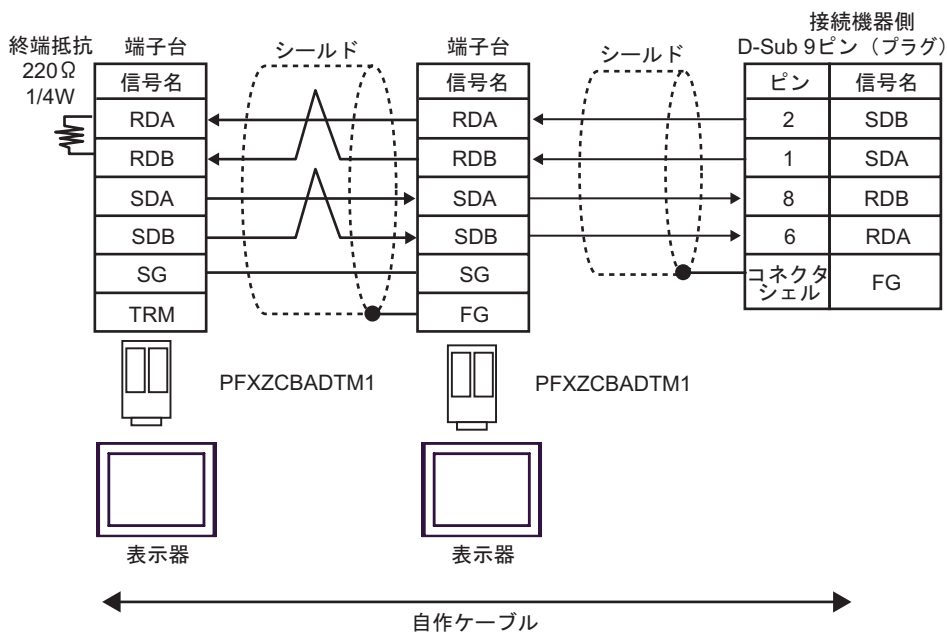 終端抵抗
220Ω
1/4W
端子台
信号名
RDA
RDB
SDA
SDB
SG
TRM
シールド
端子台
信号名
RDA
RDB
SDA
SDB
SG
FG
シールド
接続機器側
D-Sub 9ピン（プラグ）
ピン 信号名
2 SDB
1 SDA
8 RDB
6 RDA
コネクタ
シェル FG
PFXZCBADTM1
PFXZCBADTM1
表示器
表示器
自作ケーブル